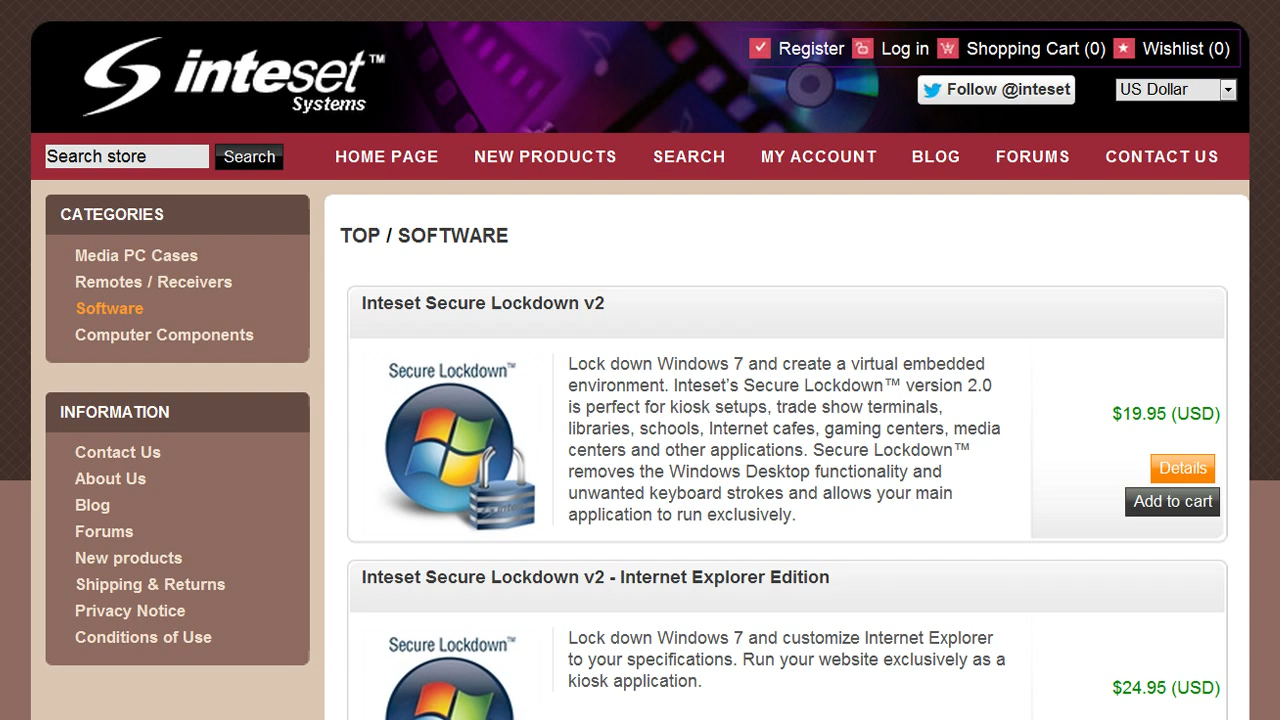 inteset™
Systems
Register Log in Shopping Cart (0) Wishlist (0)
Follow @inteset US Dollar
Search store Search HOME PAGE NEW PRODUCTS SEARCH MY ACCOUNT BLOG FORUMS CONTACT US
CATEGORIES
Media PC Cases
Remotes / Receivers
Software
Computer Components
INFORMATION
Contact Us
About Us
Blog
Forums
New products
Shipping & Returns
Privacy Notice
Conditions of Use
TOP / SOFTWARE
Inteset Secure Lockdown v2
Secure Lockdown™
Lock down Windows 7 and create a virtual embedded
environment. Inteset's Secure Lockdown™ version 2.0
is perfect for kiosk setups, trade show terminals,
libraries, schools, Internet cafes, gaming centers, media
centers and other applications. Secure Lockdown™
removes the Windows Desktop functionality and
unwanted keyboard strokes and allows your main
application to run exclusively.
$19.95 (USD)
Details
Add to cart
Inteset Secure Lockdown v2 - Internet Explorer Edition
Secure Lockdown™
Lock down Windows 7 and customize Internet Explorer
to your specifications. Run your website exclusively as a
kiosk application.
$24.95 (USD)